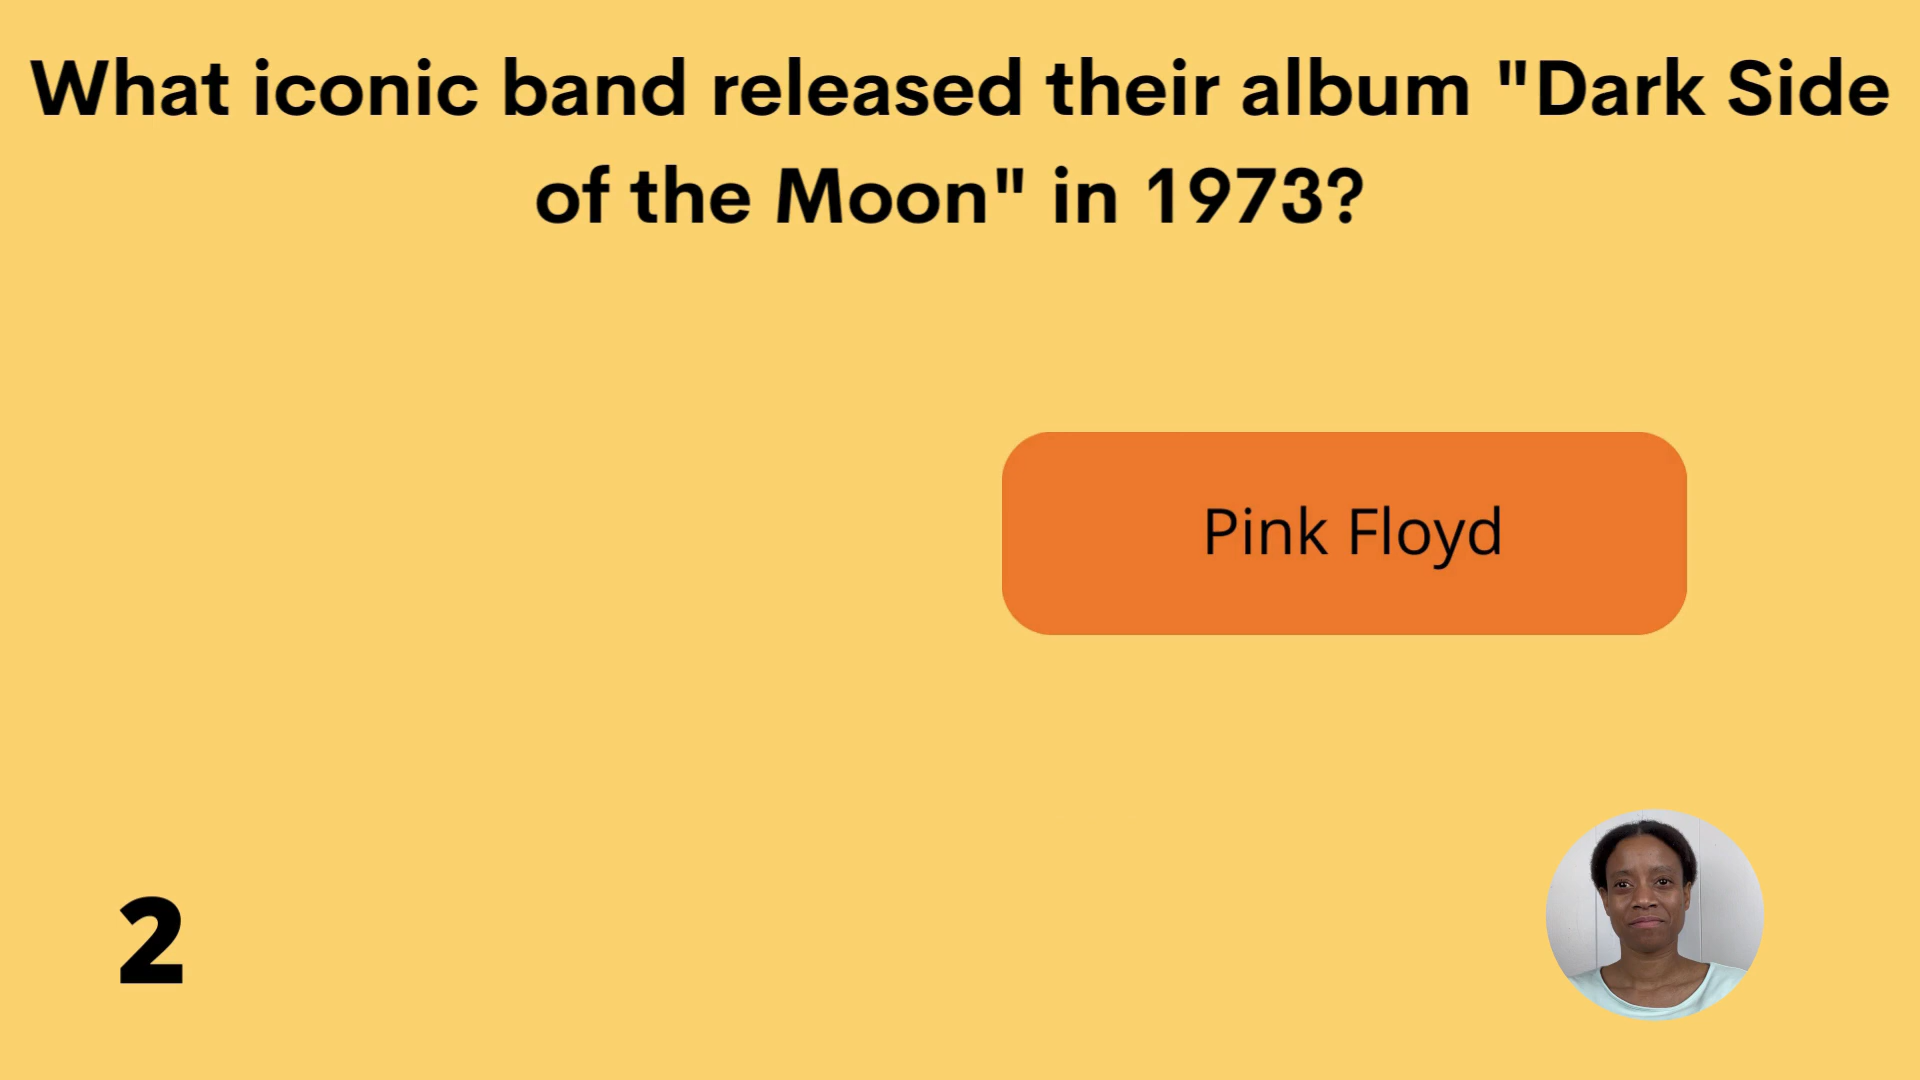 What iconic band released their album "Dark Side
of the Moon" in 1973?
Pink Floyd
2